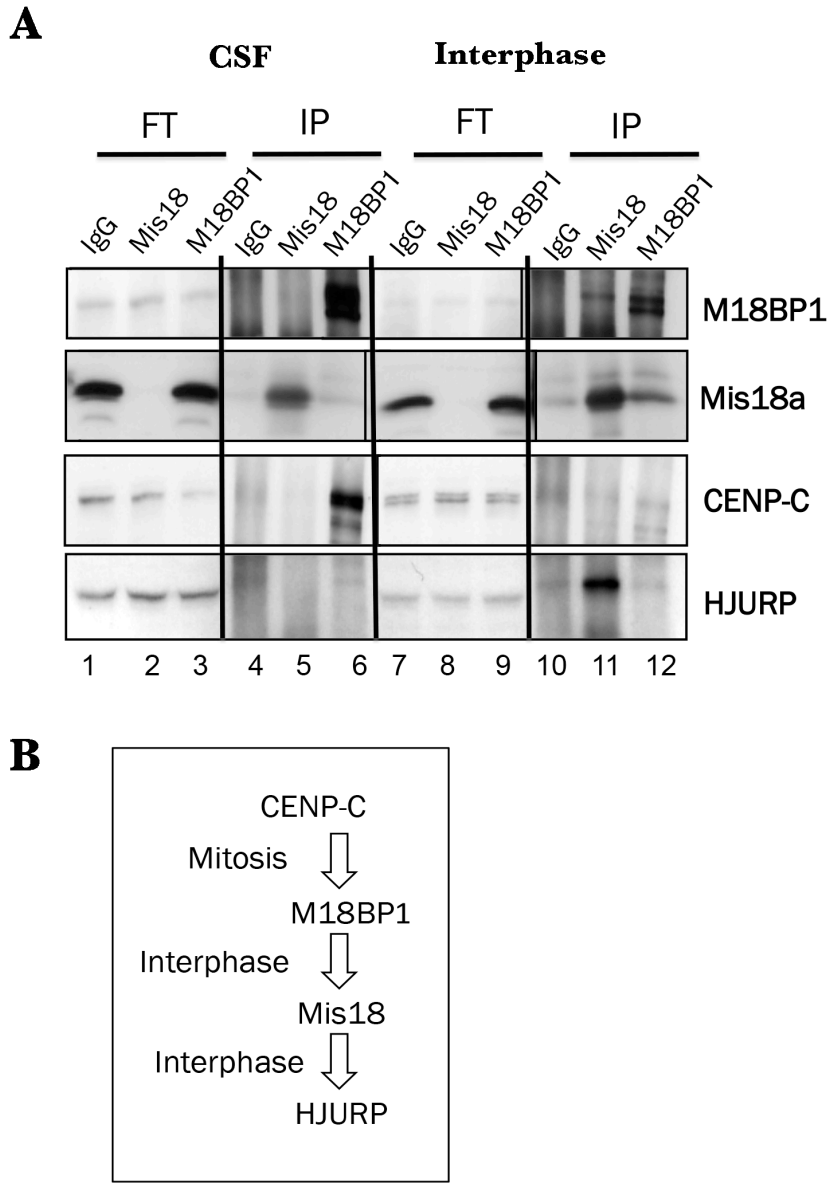 A
CSF Interphase
FT IP FT IP
IgG Mis18 M18BP1 IgG Mis18 M18BP1 IgG Mis18 M18BP1 IgG Mis18 M18BP1
M18BP1
Mis18a
CENP-C
HJURP
1 2 3 4 5 6 7 8 9 10 11 12
B
CENP-C
Mitosis
M18BP1
Interphase
Mis18
Interphase
HJURP